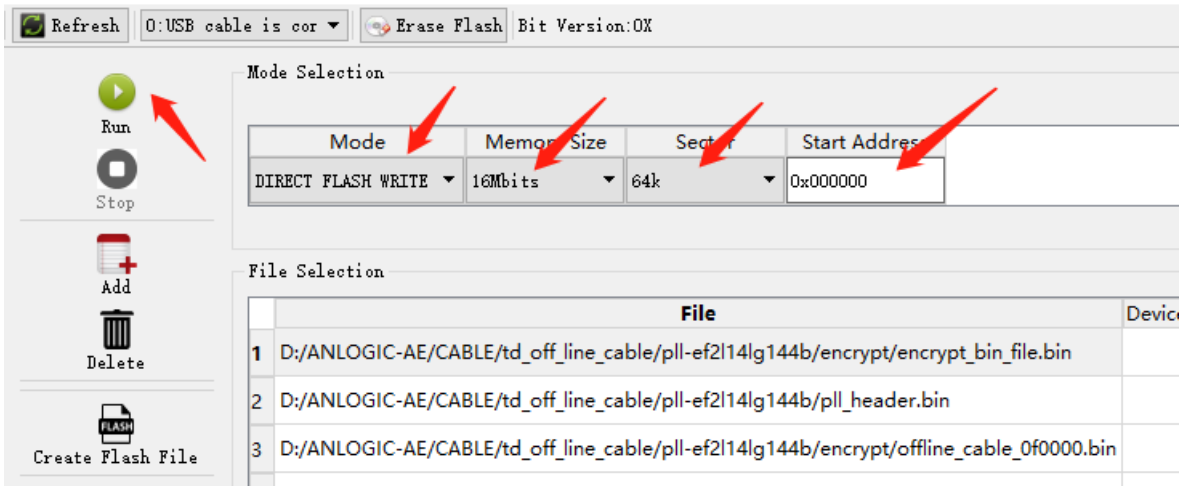 Refresh 0:USB cable is cor Erase Flash Bit Version:0X
Mode Selection
Run
Mode Memory Size Sector Start Address
DIRECT FLASH WRITE 16Mbits 64k 0x000000
Stop
File Selection
Add
File Device
1 D:/ANLOGIC-AE/CABLE/td_off_line_cable/pll-ef2l14lg144b/encrypt/encrypt_bin_file.bin
Delete
2 D:/ANLOGIC-AE/CABLE/td_off_line_cable/pll-ef2l14lg144b/pll_header.bin
FLASH
Create Flash File
3 D:/ANLOGIC-AE/CABLE/td_off_line_cable/pll-ef2l14lg144b/encrypt/offline_cable_0f0000.bin